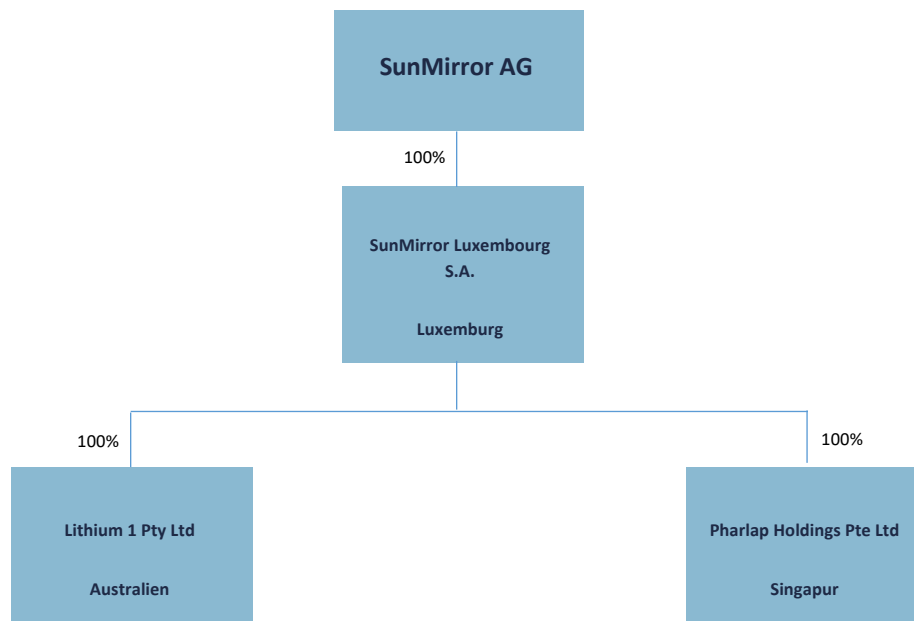 SunMirror AG
100%
SunMirror Luxembourg
S.A.
Luxemburg
100%
100%
Lithium 1 Pty Ltd
Australien
Pharlap Holdings Pte Ltd
Singapur